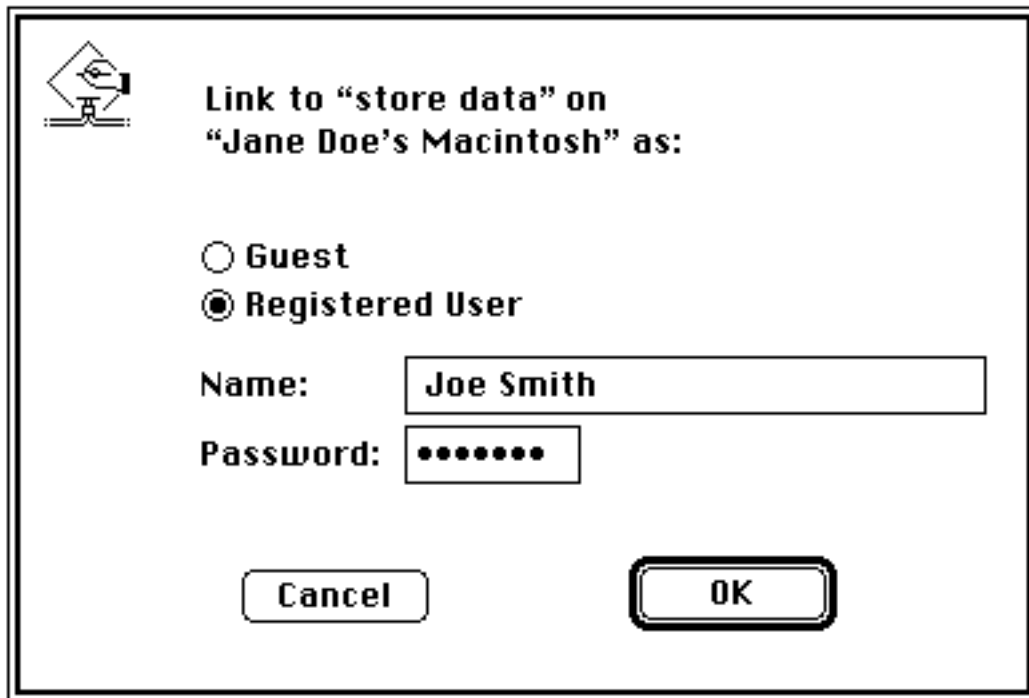 Link to “store data” on
“Jane Doe’s Macintosh” as:
Guest
Registered User
Name: Joe Smith
Password: •••••••
Cancel OK